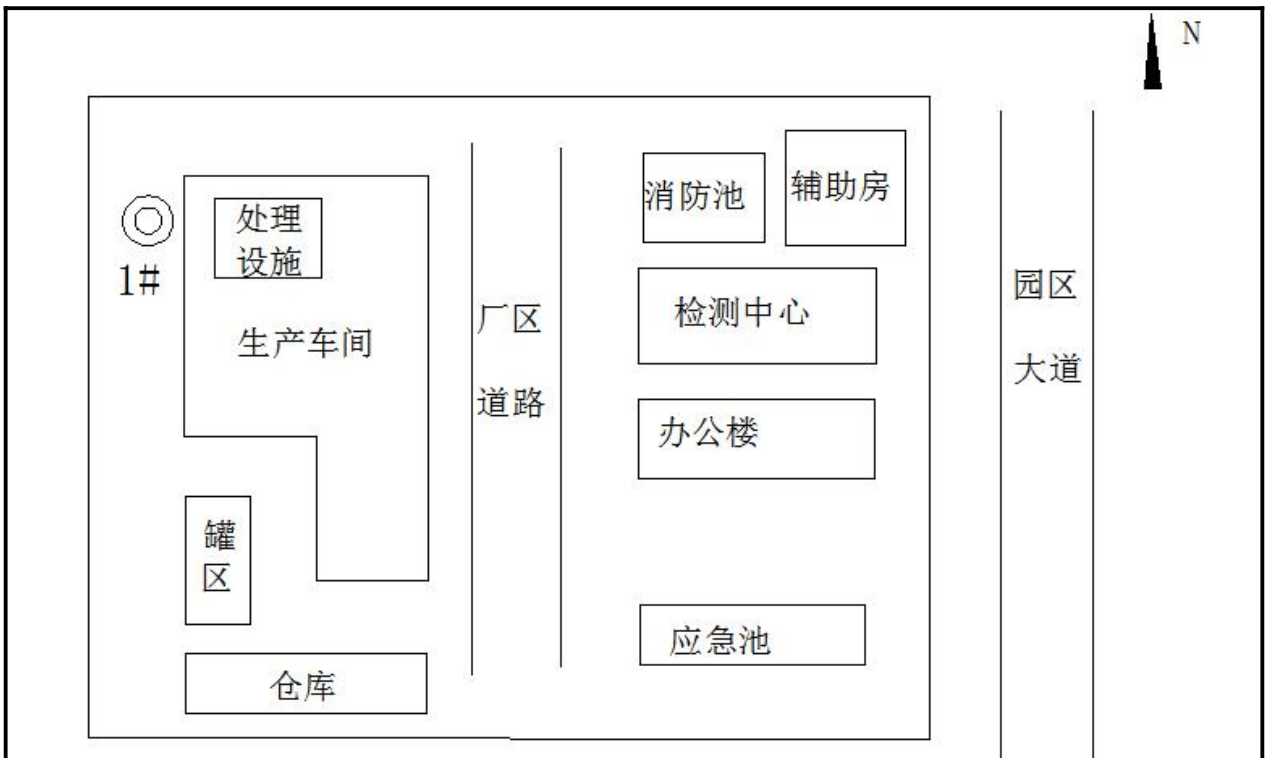 N
消防池
辅助房
处理
设施
1#
生产车间
厂区
道路
检测中心
办公楼
园区
大道
罐
区
应急池
仓库